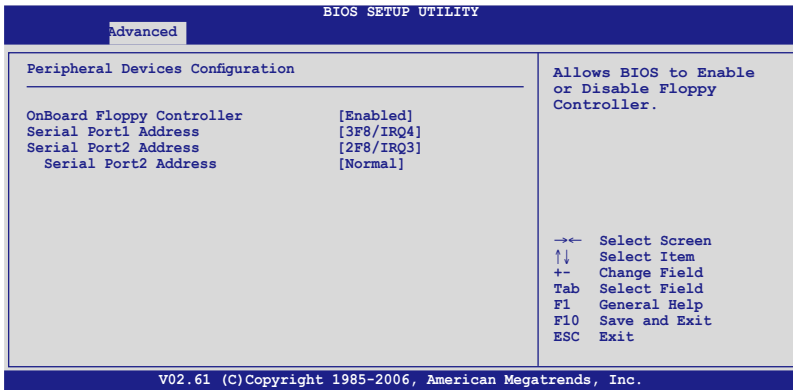 BIOS SETUP UTILITY
Advanced
Peripheral Devices Configuration
OnBoard Floppy Controller [Enabled]
Serial Port1 Address [3F8/IRQ4]
Serial Port2 Address [2F8/IRQ3]
Serial Port2 Address [Normal]
Allows BIOS to Enable
or Disable Floppy
Controller.
→← Select Screen
↑↓ Select Item
+- Change Field
Tab Select Field
F1 General Help
F10 Save and Exit
ESC Exit
V02.61 (C)Copyright 1985-2006, American Megatrends, Inc.